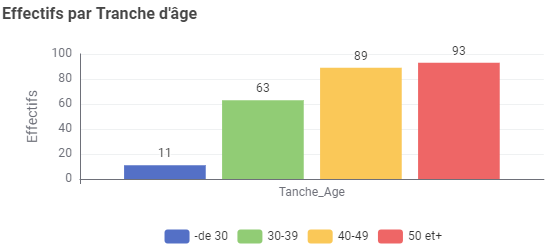 Effectifs par Tranche d'âge
Effectifs
100
80
60
40
20
0
11
63
89
93
Tanche_Age
-de 30
30-39
40-49
50 et+